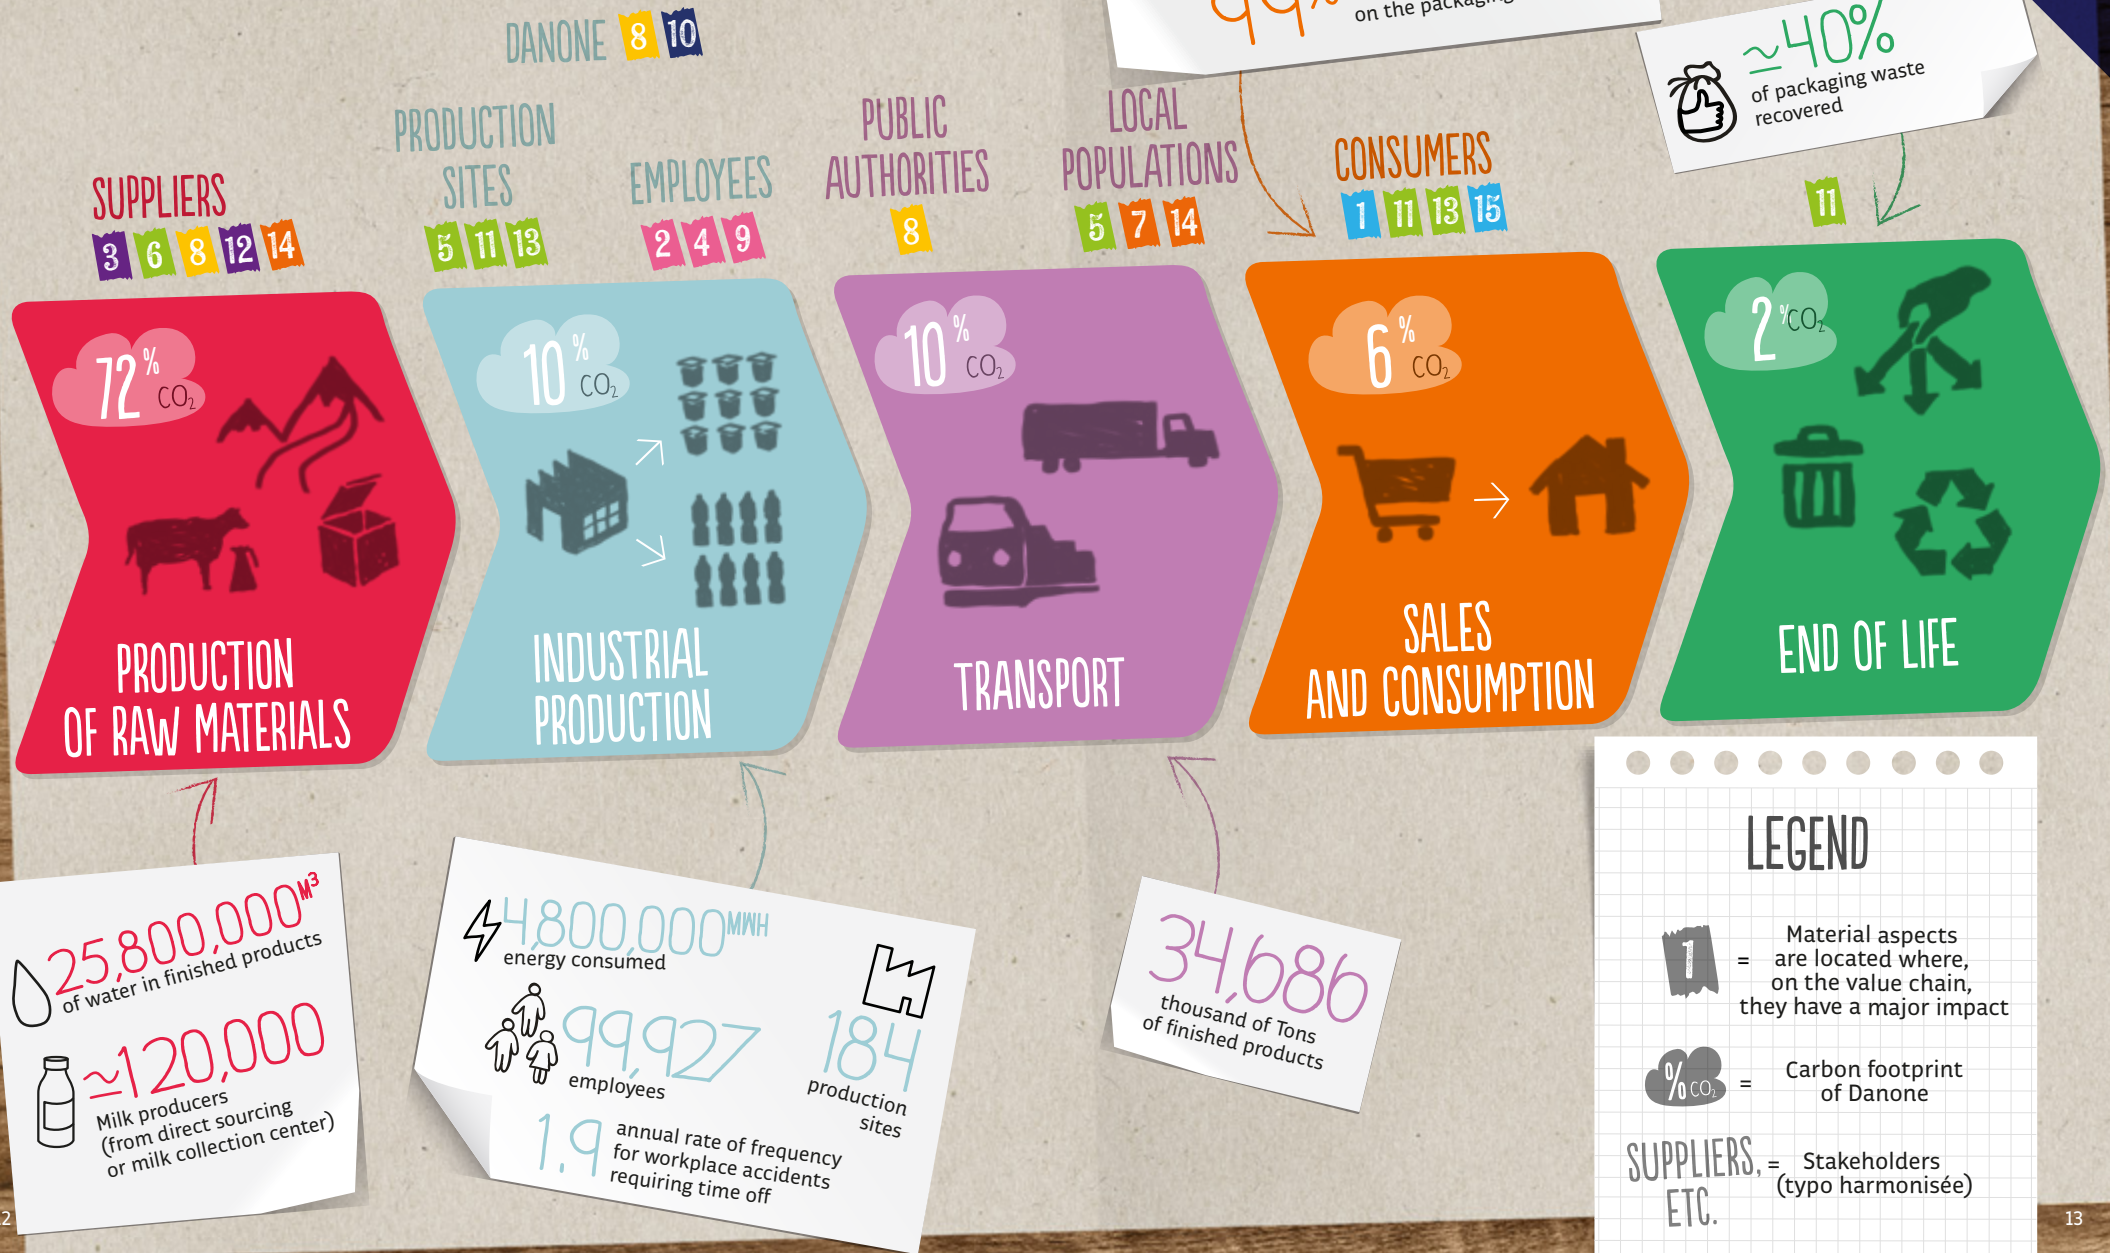 DANONE 8 10
99%
on the packaging
≃40%
of packaging waste
recovered
SUPPLIERS
3 6 8 12 14
PRODUCTION
SITES
5 11 13
EMPLOYEES
2 4 9
PUBLIC
AUTHORITIES
8
LOCAL
POPULATIONS
5 7 14
CONSUMERS
1 11 13 15
11
72% CO₂
PRODUCTION
OF RAW MATERIALS
10% CO₂
INDUSTRIAL
PRODUCTION
10% CO₂
TRANSPORT
6% CO₂
SALES
AND CONSUMPTION
2% CO₂
END OF LIFE
25,800,000M³
of water in finished products
≃120,000
Milk producers
(from direct sourcing
or milk collection center)
4,800,000MWH
energy consumed
99,927
employees
184
production
sites
1.9
annual rate of frequency
for workplace accidents
requiring time off
34,686
thousand of Tons
of finished products
LEGEND
1 =
Material aspects
are located where,
on the value chain,
they have a major impact
% CO₂ =
Carbon footprint
of Danone
SUPPLIERS,
ETC.
=
Stakeholders
(typo harmonisée)
13